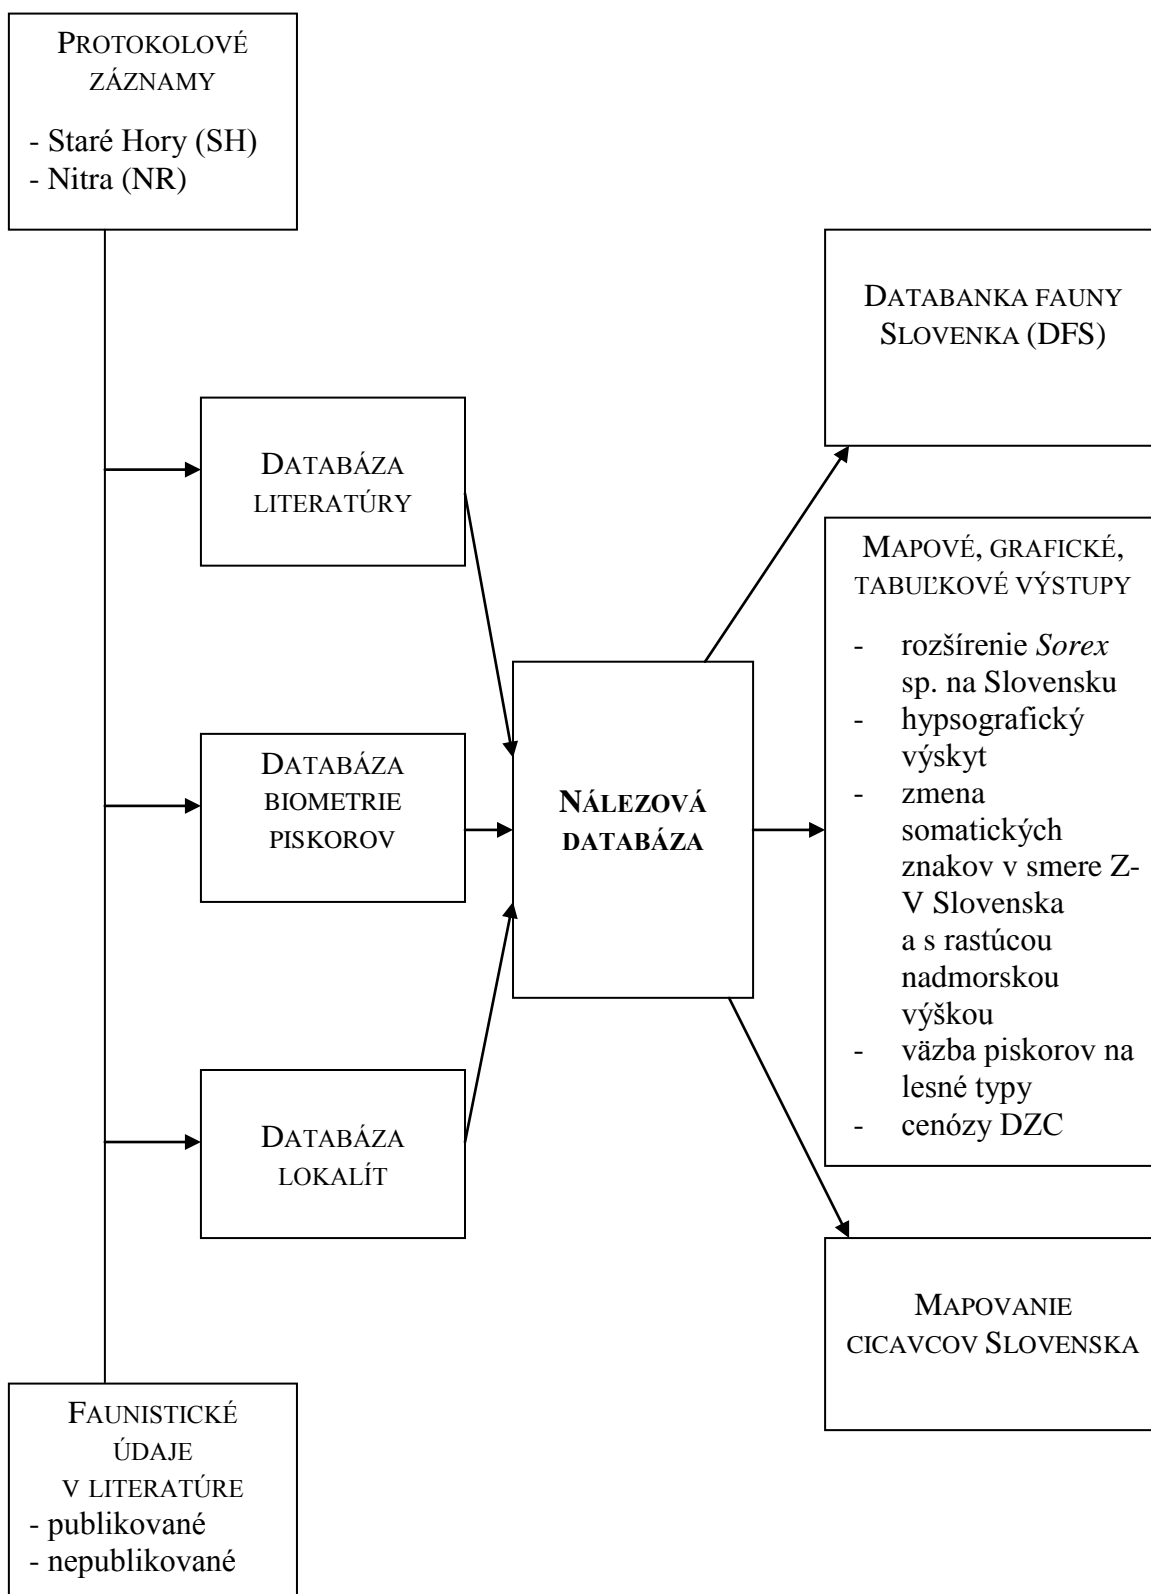 PROTOKOLOVÉ
ZÁZNAMY
- Staré Hory (SH)
- Nitra (NR)
DATABÁZA
LITERATÚRY
DATABÁZA
BIOMETRIE
PISKOROV
DATABÁZA
LOKALÍT
FAUNISTICKÉ
ÚDAJE
V LITERATÚRE
- publikované
- nepublikované
NÁLEZOVÁ
DATABÁZA
DATABANKA FAUNY
SLOVENKA (DFS)
MAPOVÉ, GRAFICKÉ,
TABUĽKOVÉ VÝSTUPY
- rozšírenie Sorex
sp. na Slovensku
- hypsografický
výskyt
- zmena
somatických
znakov v smere Z-
V Slovenska
a s rastúcou
nadmorskou
výškou
- väzba piskorov na
lesné typy
- cenózy DZC
MAPOVANIE
CICAVCOV SLOVENSKA